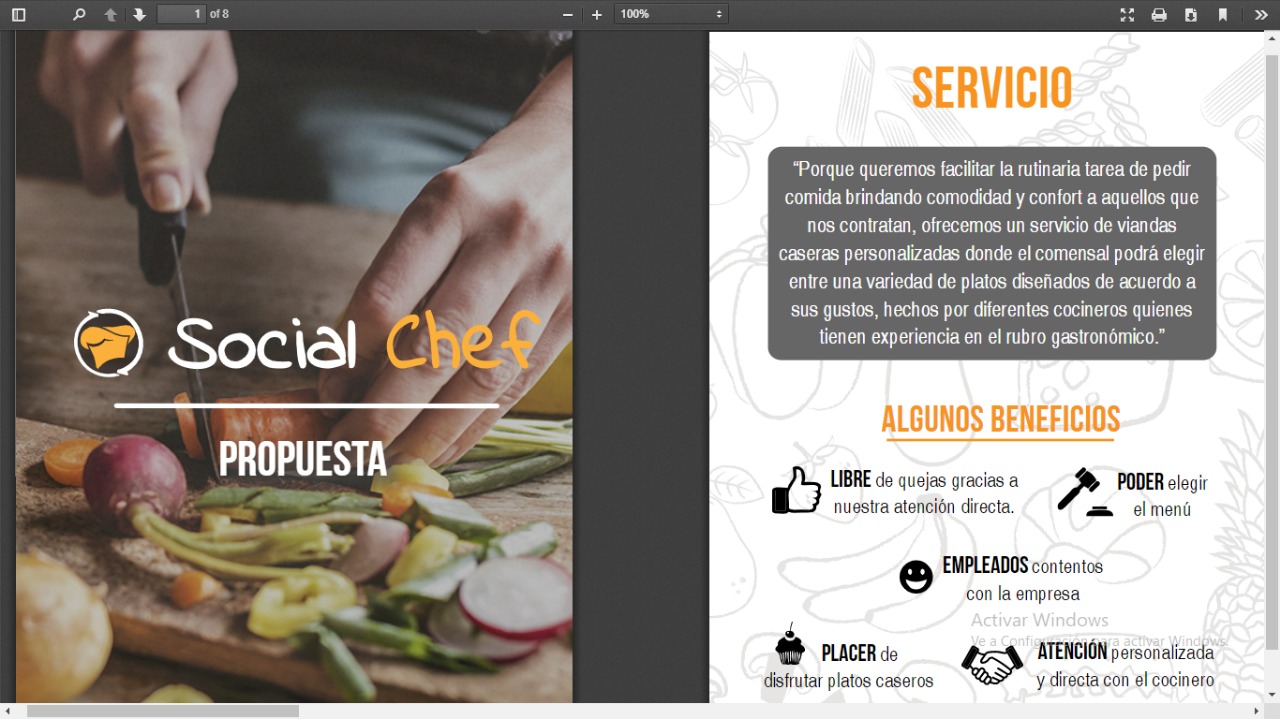 1 of 8
100%
Social Chef
PROPUESTA
SERVICIO
“Porque queremos facilitar la rutinaria tarea de pedir
comida brindando comodidad y confort a aquellos que
nos contratan, ofrecemos un servicio de viandas
caseras personalizadas donde el comensal podrá elegir
entre una variedad de platos diseñados de acuerdo a
sus gustos, hechos por diferentes cocineros quienes
tienen experiencia en el rubro gastronómico.”
ALGUNOS BENEFICIOS
LIBRE de quejas gracias a
nuestra atención directa.
PODER elegir
el menú
EMPLEADOS contentos
con la empresa
Activar Windows
Ve a Configuración para activar Windows.
PLACER de
disfrutar platos caseros
ATENCIÓN personalizada
y directa con el cocinero